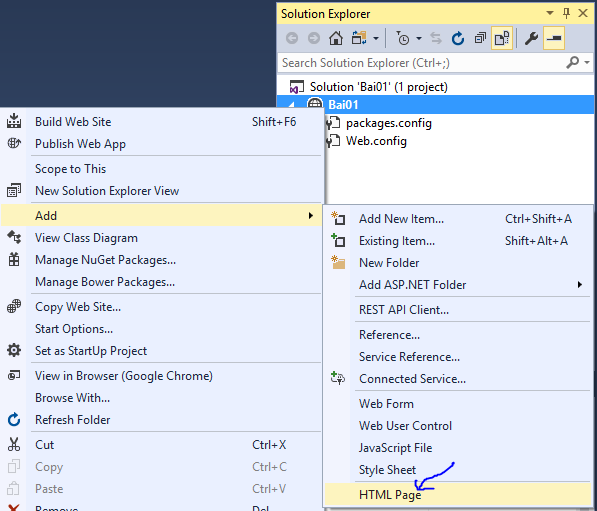 Solution Explorer
Search Solution Explorer (Ctrl+;)
Solution 'Bai01' (1 project)
Bai01
packages.config
Web.config
Build Web Site Shift+F6
Publish Web App
Scope to This
New Solution Explorer View
Add
View Class Diagram
Manage NuGet Packages...
Manage Bower Packages...
Copy Web Site...
Start Options...
Set as StartUp Project
View in Browser (Google Chrome)
Browse With...
Refresh Folder
Cut Ctrl+X
Copy Ctrl+C
Paste Ctrl+V
Remove Del
Add New Item... Ctrl+Shift+A
Existing Item... Shift+Alt+A
New Folder
Add ASP.NET Folder
REST API Client...
Reference...
Service Reference...
Connected Service...
Web Form
Web User Control
JavaScript File
Style Sheet
HTML Page